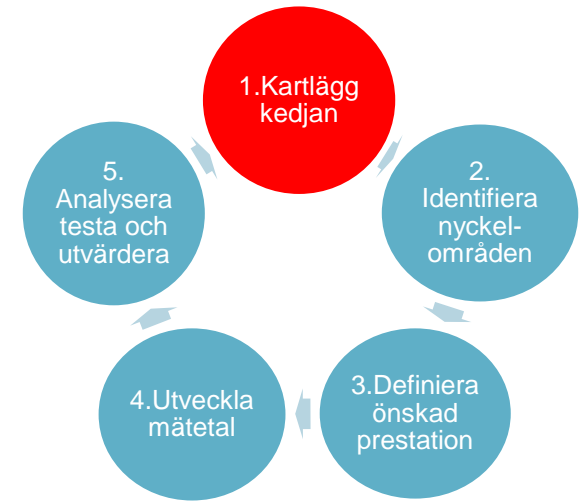 1.Kartlägg
kedjan
2.
Identifiera
nyckel-
områden
3.Definiera
önskad
prestation
4.Utveckla
mätetal
5.
Analysera
testa och
utvärdera